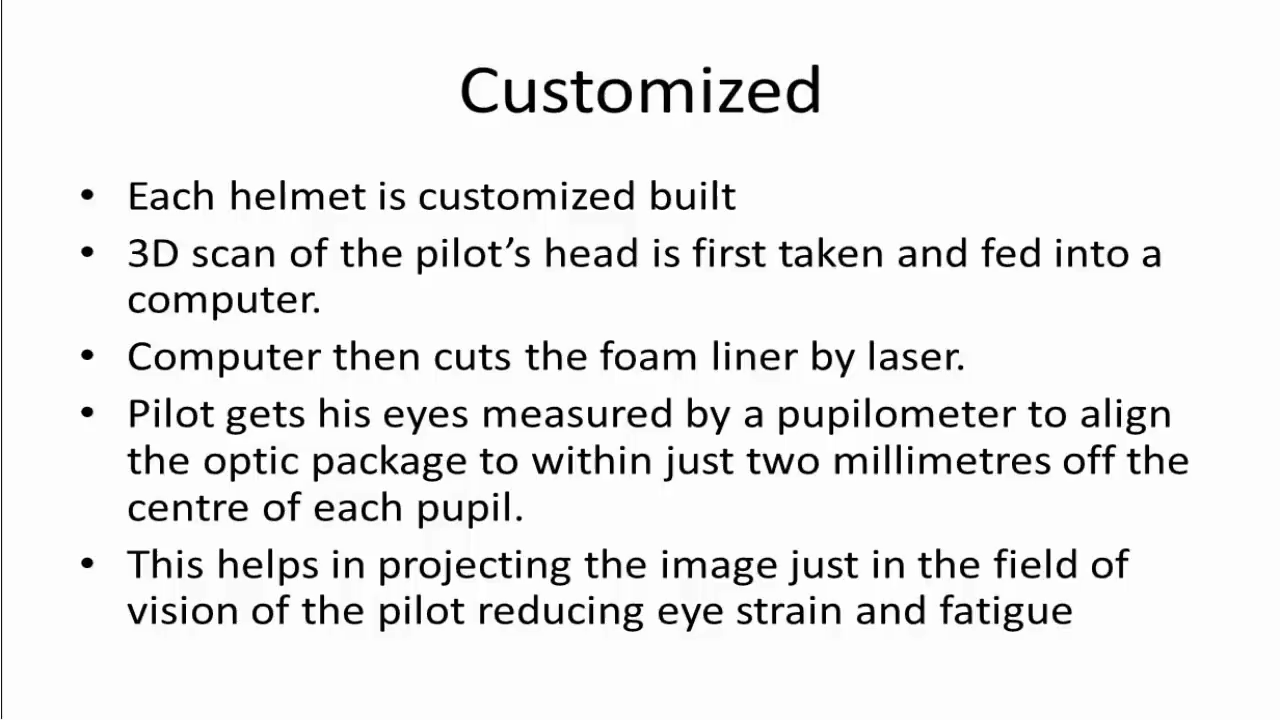 Customized
• Each helmet is customized built
• 3D scan of the pilot’s head is first taken and fed into a
computer.
• Computer then cuts the foam liner by laser.
• Pilot gets his eyes measured by a pupilometer to align
the optic package to within just two millimetres off the
centre of each pupil.
• This helps in projecting the image just in the field of
vision of the pilot reducing eye strain and fatigue